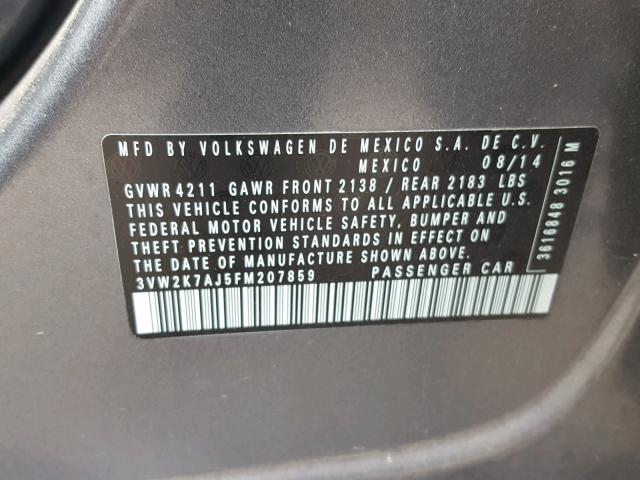 MFD BY VOLKSWAGEN DE MEXICO S.A. DE C.V.
MEXICO 08/14
GVWR 4211 GAWR FRONT 2138 / REAR 2183 LBS
THIS VEHICLE CONFORMS TO ALL APPLICABLE U.S.
FEDERAL MOTOR VEHICLE SAFETY, BUMPER AND
THEFT PREVENTION STANDARDS IN EFFECT ON
THE DATE OF MANUFACTURE SHOWN ABOVE.
3VW2K7AJ5FM207859 PASSENGER CAR
3616848 3016 M